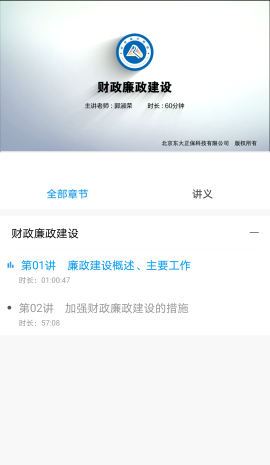 财政廉政建设
主讲老师：郭淑荣 时长：60分钟
北京东大正保科技有限公司 版权所有
全部章节 讲义
财政廉政建设
第01讲 廉政建设概述、主要工作
时长：01:00:47
第02讲 加强财政廉政建设的措施
时长：57:08